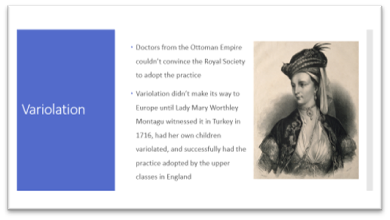 Variolation
Doctors from the Ottoman Empire
couldn't convince the Royal Society
to adopt the practice
Variolation didn't make its way to
Europe until Lady Mary Worthley
Montagu witnessed it in Turkey in
1716, had her own children
variolated, and successfully had the
practice adopted by the upper
classes in England